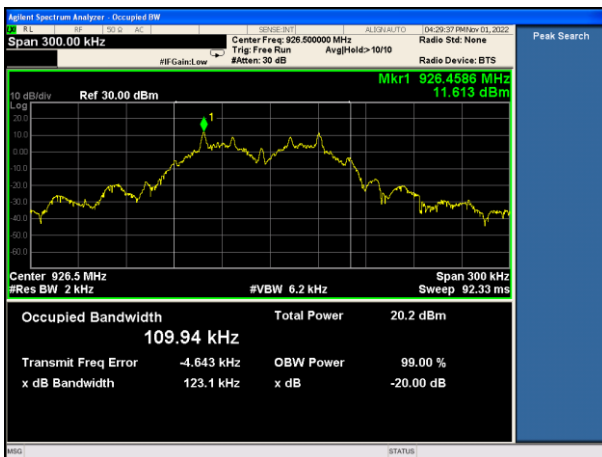 Agilent Spectrum Analyzer - Occupied BW
RL RF 50 Ω AC SENSE:INT ALIGNAUTO 04:29:37 PM Nov 01, 2022
Span 300.00 kHz Center Freq: 926.500000 MHz Radio Std: None Peak Search
Trig: Free Run Avg|Hold:>10/10
#IFGain:Low #Atten: 30 dB Radio Device: BTS
Mkr1 926.4586 MHz
10 dB/div Ref 30.00 dBm 11.613 dBm
Log
20.0
10.0
1
0.00
-10.0
-20.0
-30.0
-40.0
-50.0
-60.0
Center 926.5 MHz Span 300 kHz
#Res BW 2 kHz #VBW 6.2 kHz Sweep 92.33 ms
Occupied Bandwidth Total Power 20.2 dBm
109.94 kHz
Transmit Freq Error -4.643 kHz OBW Power 99.00 %
x dB Bandwidth 123.1 kHz x dB -20.00 dB
MSG STATUS